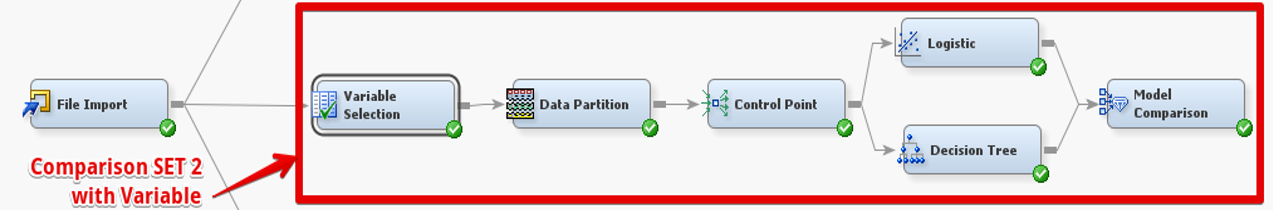 File Import
Variable
Selection
Data Partition
Control Point
Logistic
Decision Tree
Model
Comparison
Comparison SET 2
with Variable